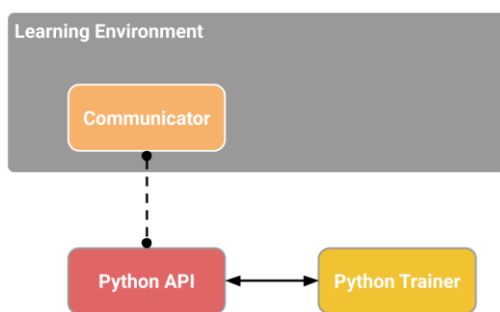 Learning Environment
Communicator
Python API
Python Trainer